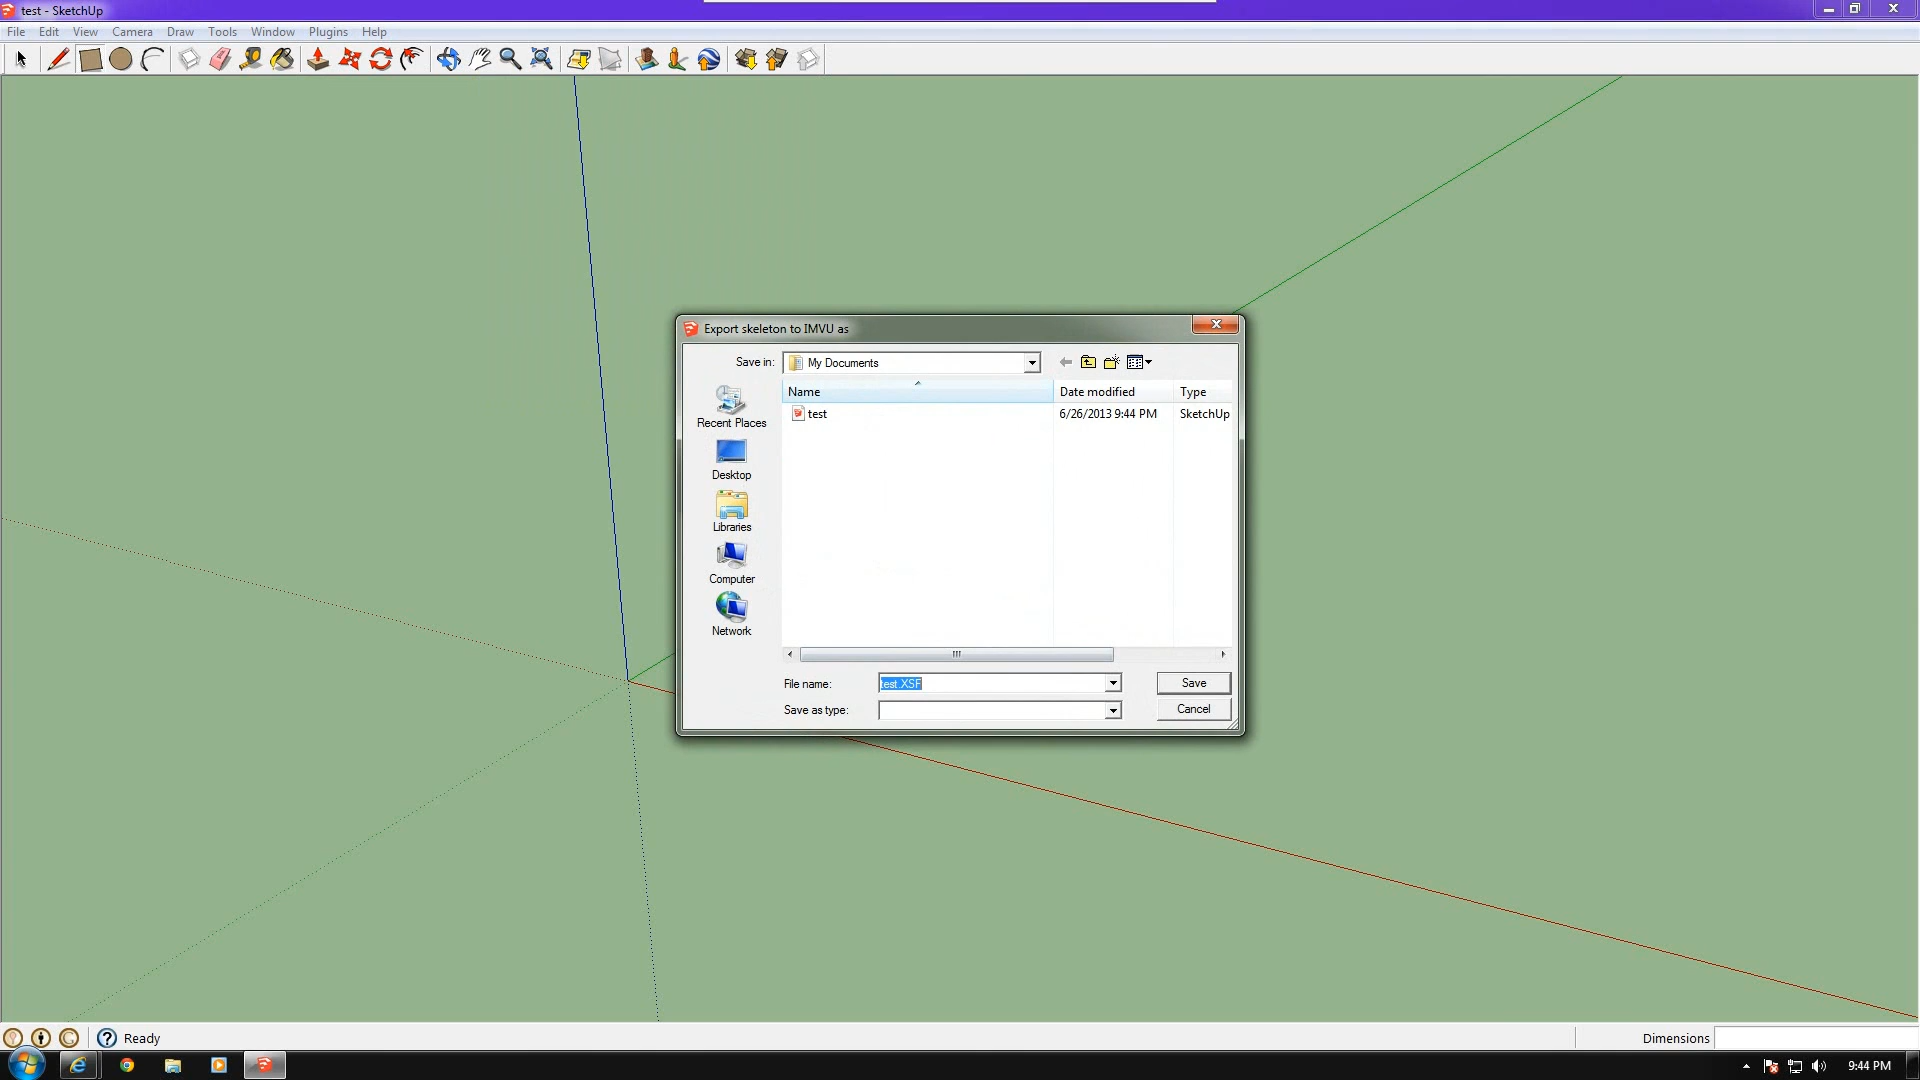 test - SketchUp
File Edit View Camera Draw Tools Window Plugins Help
Export skeleton to IMVU as
Save in: My Documents
Name Date modified Type
test 6/26/2013 9:44 PM SketchUp
Recent Places
Desktop
Libraries
Computer
Network
File name: test.XSF Save
Save as type: Cancel
Ready Dimensions
9:44 PM